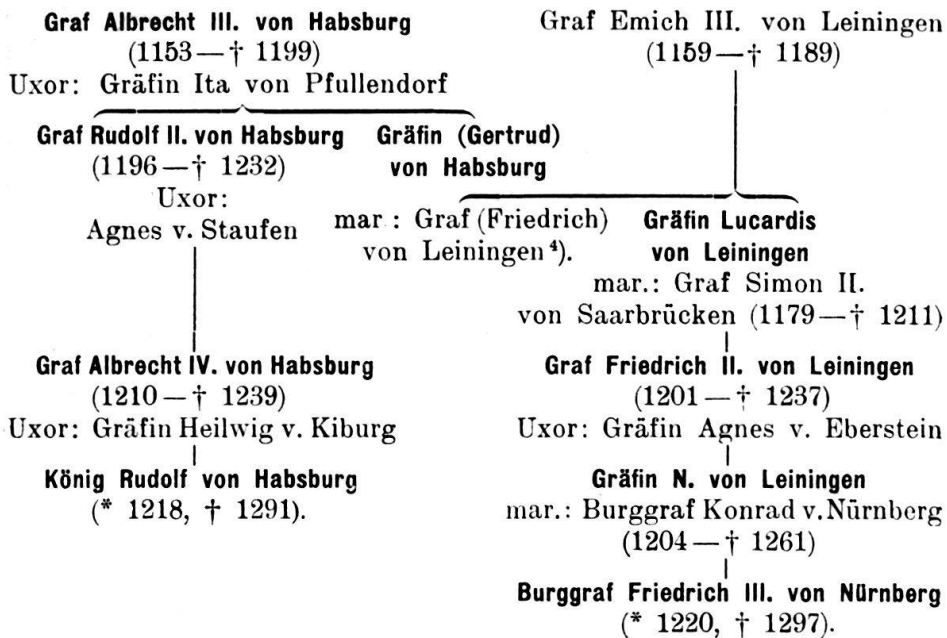 Graf Albrecht III. von Habsburg
(1153—† 1199)
Uxor: Gräfin Ita von Pfullendorf
Graf Emich III. von Leiningen
(1159—† 1189)
Graf Rudolf II. von Habsburg
(1196—† 1232)
Uxor:
Agnes v. Staufen
Gräfin (Gertrud)
von Habsburg
mar.: Graf (Friedrich)
von Leiningen⁴).
Gräfin Lucardis
von Leiningen
mar.: Graf Simon II.
von Saarbrücken (1179—† 1211)
Graf Albrecht IV. von Habsburg
(1210—† 1239)
Uxor: Gräfin Heilwig v. Kiburg
König Rudolf von Habsburg
(* 1218, † 1291).
Graf Friedrich II. von Leiningen
(1201—† 1237)
Uxor: Gräfin Agnes v. Eberstein
Gräfin N. von Leiningen
mar.: Burggraf Konrad v. Nürnberg
(1204—† 1261)
Burggraf Friedrich III. von Nürnberg
(* 1220, † 1297).